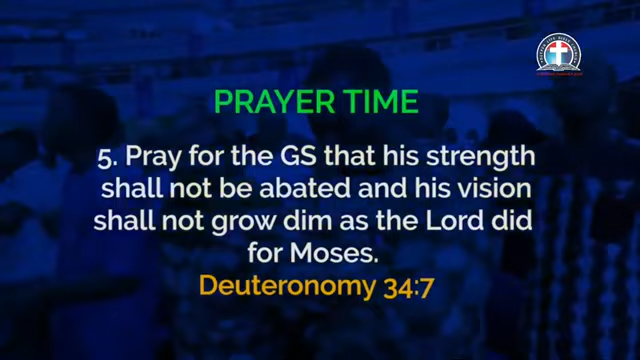 PRAYER TIME
5. Pray for the GS that his strength
shall not be abated and his vision
shall not grow dim as the Lord did
for Moses.
Deuteronomy 34:7